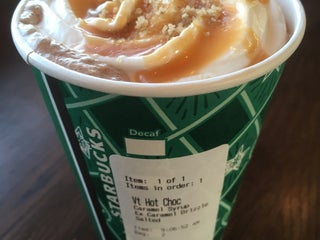 Decaf
STARBUCKS
Item: 1 of 1
Items in order: 1
Vt Hot Choc
Caramel Syrup
Ex Caramel Drizzle
Salted